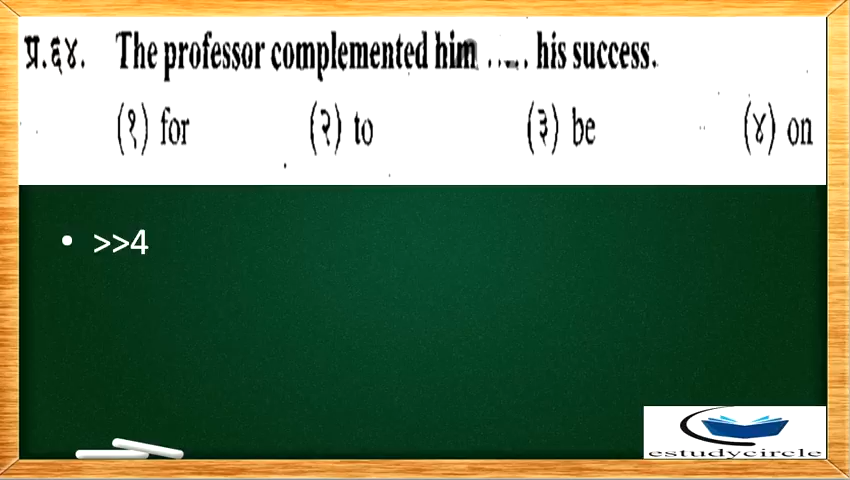 प्र.६४. The professor complemented him ..... his success.
(१) for (२) to (३) be (४) on
• >>4
estudycircle